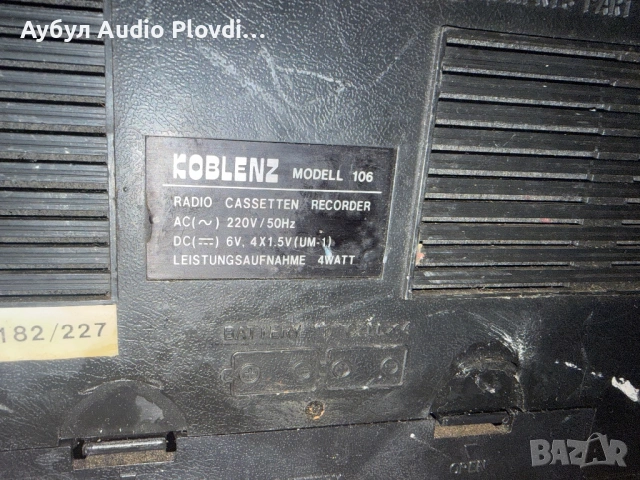 Аубул Audio Plovdi...
KOBLENZ MODELL 106
RADIO CASSETTEN RECORDER
AC(~) 220V/50Hz
DC(⎓) 6V, 4X1.5V(UM-1)
LEISTUNGSAUFNAHME 4WATT
182/227
BATTERY
OPEN
BAZAR